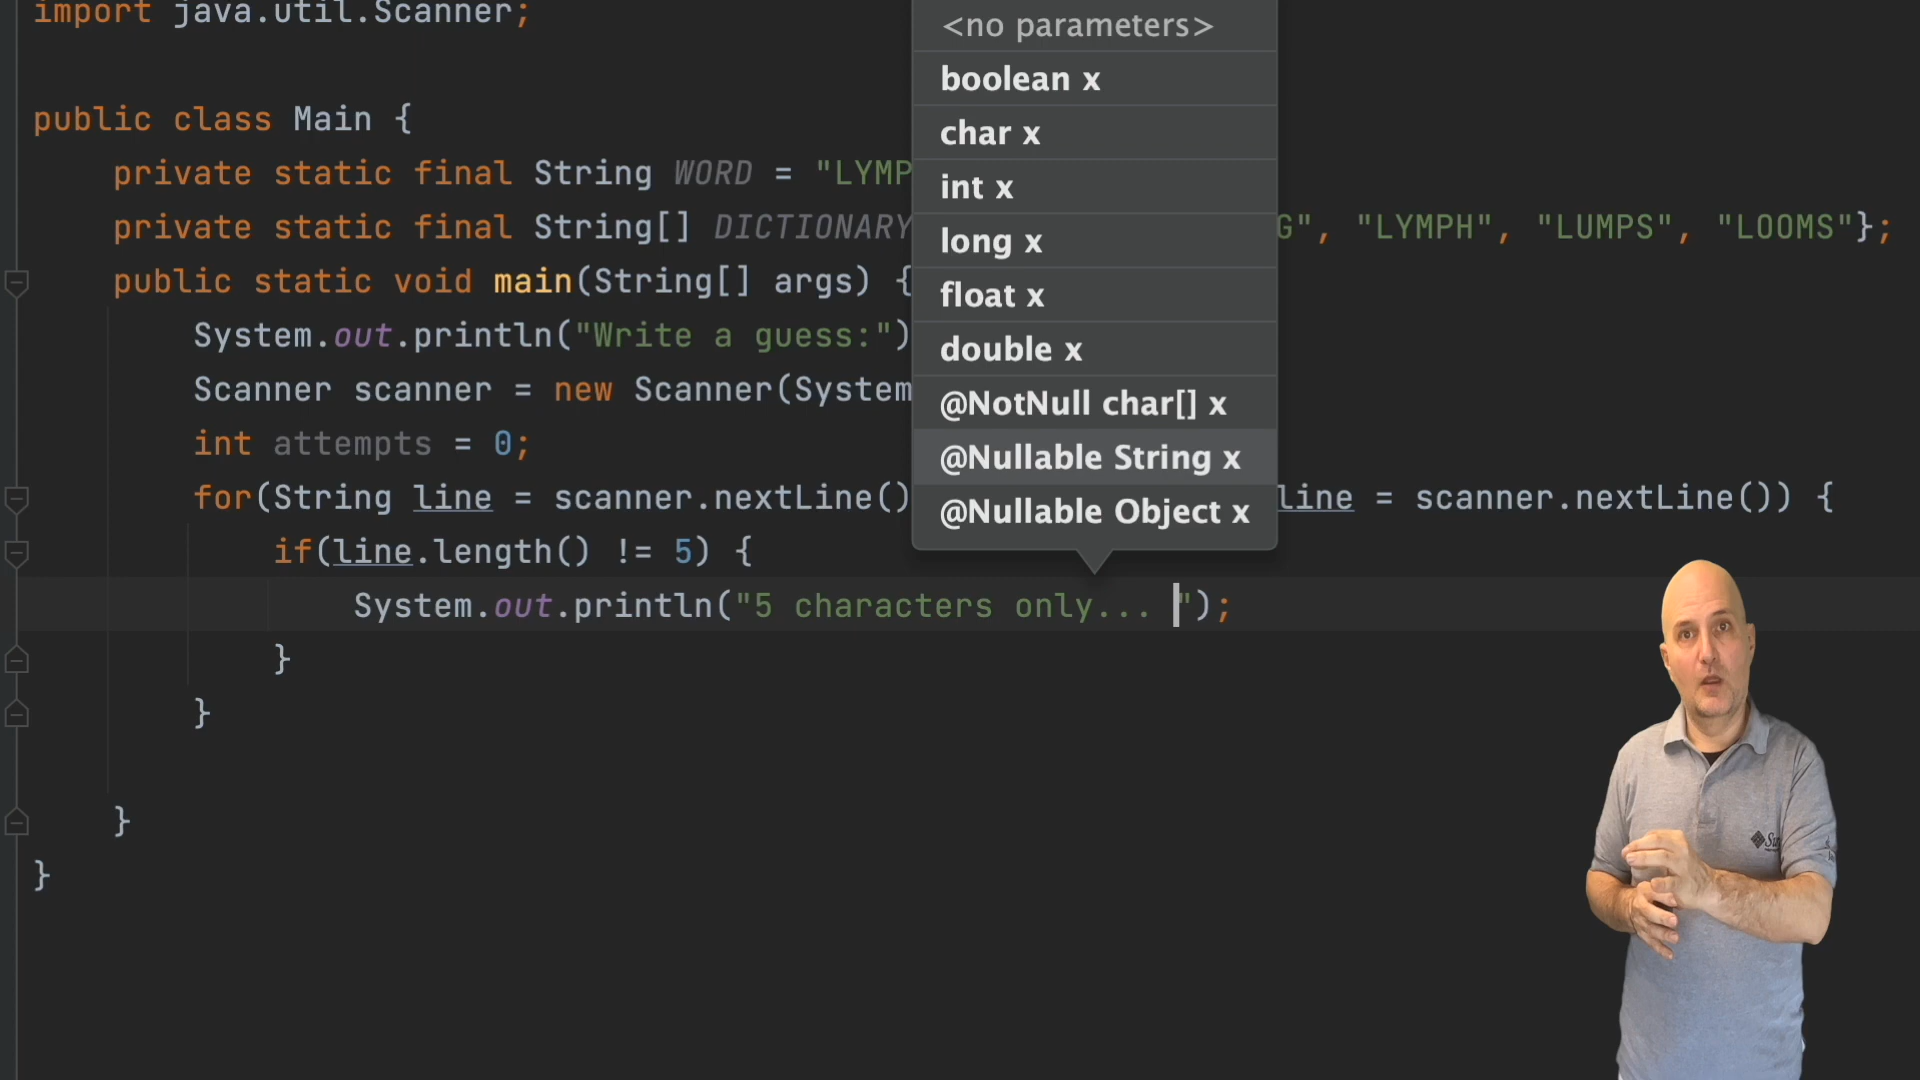 import java.util.Scanner;
<no parameters>
boolean x
public class Main {
char x
private static final String WORD = "LYMP
int x
private static final String[] DICTIONARY G", "LYMPH", "LUMPS", "LOOMS"};
long x
public static void main(String[] args) {
float x
System.out.println("Write a guess:")
double x
Scanner scanner = new Scanner(System
@NotNull char[] x
int attempts = 0;
@Nullable String x
for(String line = scanner.nextLine() line = scanner.nextLine()) {
@Nullable Object x
if(line.length() != 5) {
System.out.println("5 characters only... ");
}
}
}
}